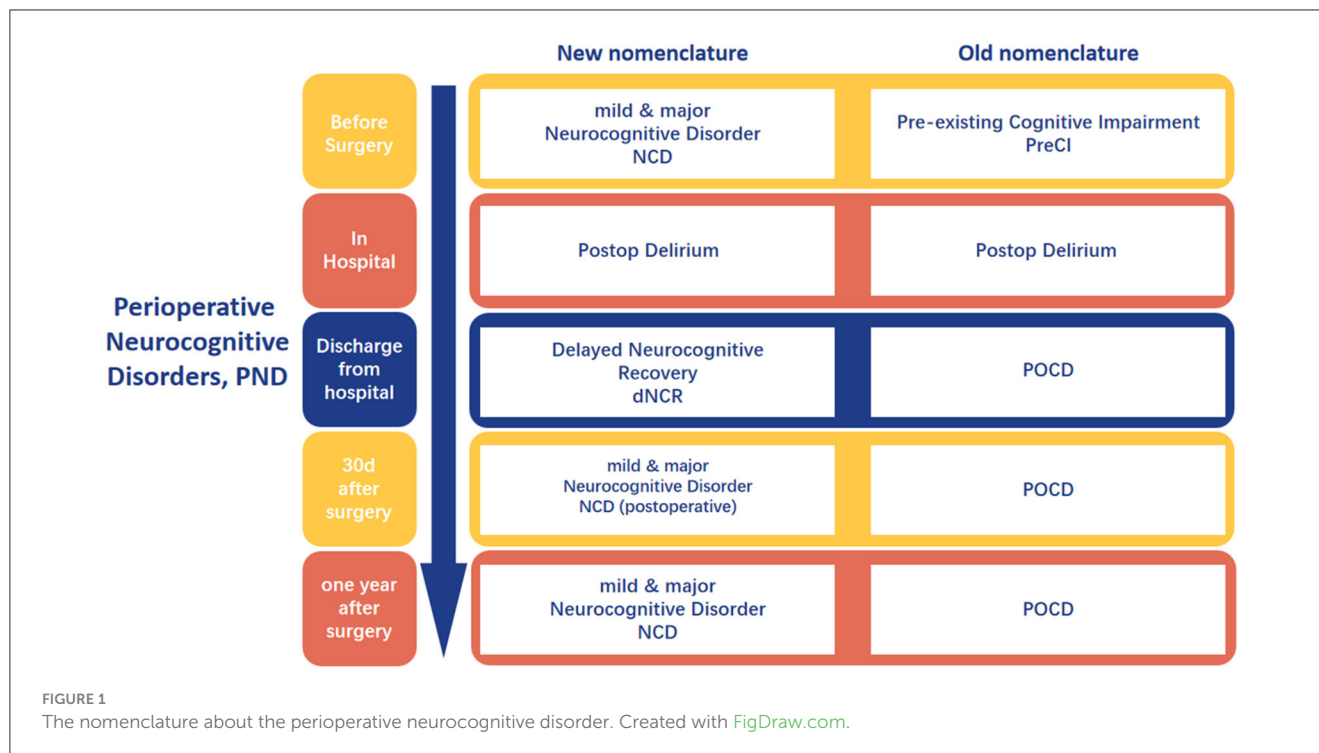 New nomenclature
Old nomenclature
Perioperative
Neurocognitive
Disorders, PND
Before
Surgery
mild & major
Neurocognitive Disorder
NCD
Pre-existing Cognitive Impairment
PreCI
In
Hospital
Postop Delirium
Postop Delirium
Discharge
from
hospital
Delayed Neurocognitive
Recovery
dNCR
POCD
30d
after
surgery
mild & major
Neurocognitive Disorder
NCD (postoperative)
POCD
one year
after
surgery
mild & major
Neurocognitive Disorder
NCD
POCD
FIGURE 1
The nomenclature about the perioperative neurocognitive disorder. Created with FigDraw.com.